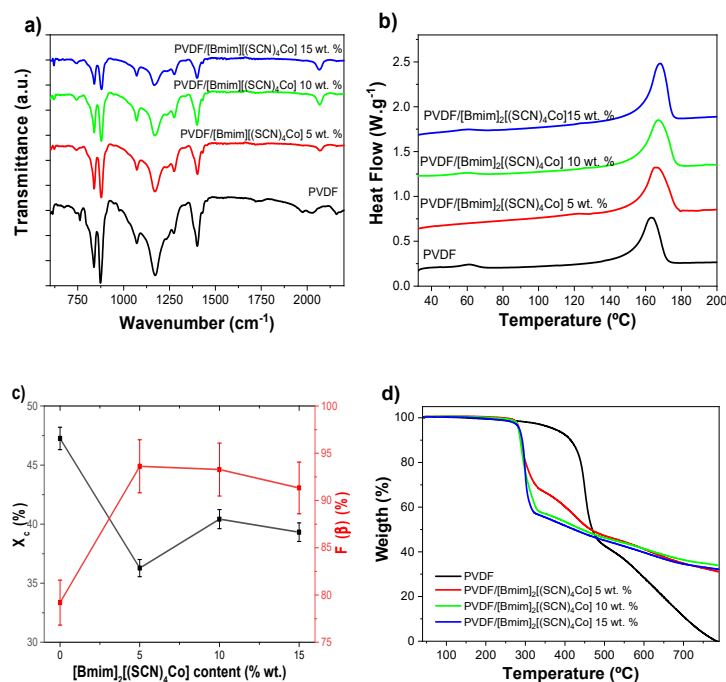 a)
PVDF/[Bmim][(SCN)4Co] 15 wt. %
PVDF/[Bmim][(SCN)4Co] 10 wt. %
PVDF/[Bmim][(SCN)4Co] 5 wt. %
PVDF
Transmittance (a.u.)
750 1000 1250 1500 1750 2000
Wavenumber (cm-1)
b)
PVDF/[Bmim]2[(SCN)4Co]15 wt. %
PVDF/[Bmim]2[(SCN)4Co] 10 wt. %
PVDF/[Bmim]2[(SCN)4Co] 5 wt. %
PVDF
Heat Flow (W.g-1)
2.5
2.0
1.5
1.0
0.5
0.0
40 60 80 100 120 140 160 180 200
Temperature (ºC)
c)
50
45
40
35
30
Xc (%)
100
95
90
85
80
75
F (β) (%)
0 5 10 15
[Bmim]2[(SCN)4Co] content (% wt.)
d)
100
80
60
40
20
0
Weigth (%)
PVDF
PVDF/[Bmim]2[(SCN)4Co] 5 wt. %
PVDF/[Bmim]2[(SCN)4Co] 10 wt. %
PVDF/[Bmim]2[(SCN)4Co] 15 wt. %
100 200 300 400 500 600 700
Temperature (ºC)